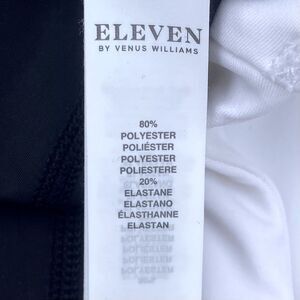 ELEVEN
BY VENUS WILLIAMS
80%
POLYESTER
POLIÉSTER
POLYESTER
POLIESTERE
20%
ELASTANE
ELASTANO
ÉLASTHANNE
ELASTAN